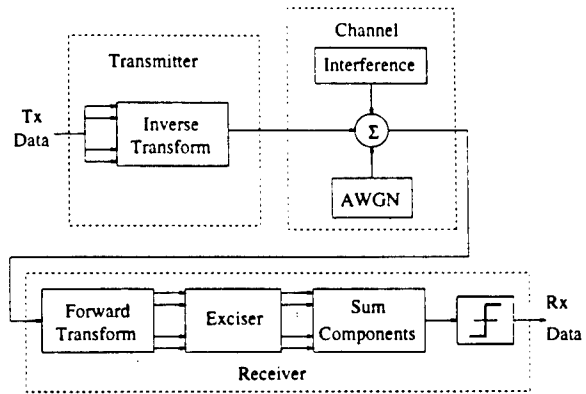 Channel
Transmitter
Interference
Tx
Data
Inverse
Transform
Σ
AWGN
Forward
Transform
Exciser
Sum
Components
Rx
Data
Receiver